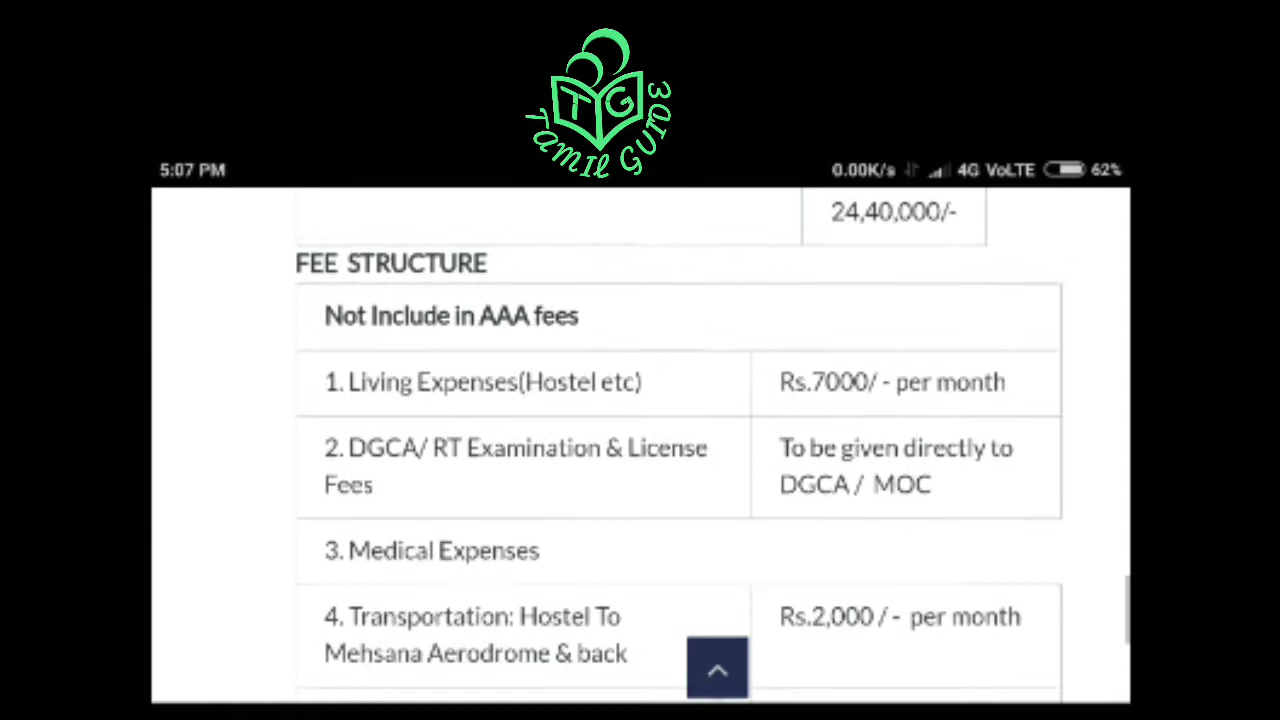 TG
TAMIL GUIDE
5:07 PM
0.00K/s 4G VoLTE 62%
24,40,000/-
FEE STRUCTURE
Not Include in AAA fees
1. Living Expenses(Hostel etc) Rs.7000/ - per month
2. DGCA/ RT Examination & License To be given directly to
Fees DGCA / MOC
3. Medical Expenses
4. Transportation: Hostel To Rs.2,000 / - per month
Mehsana Aerodrome & back